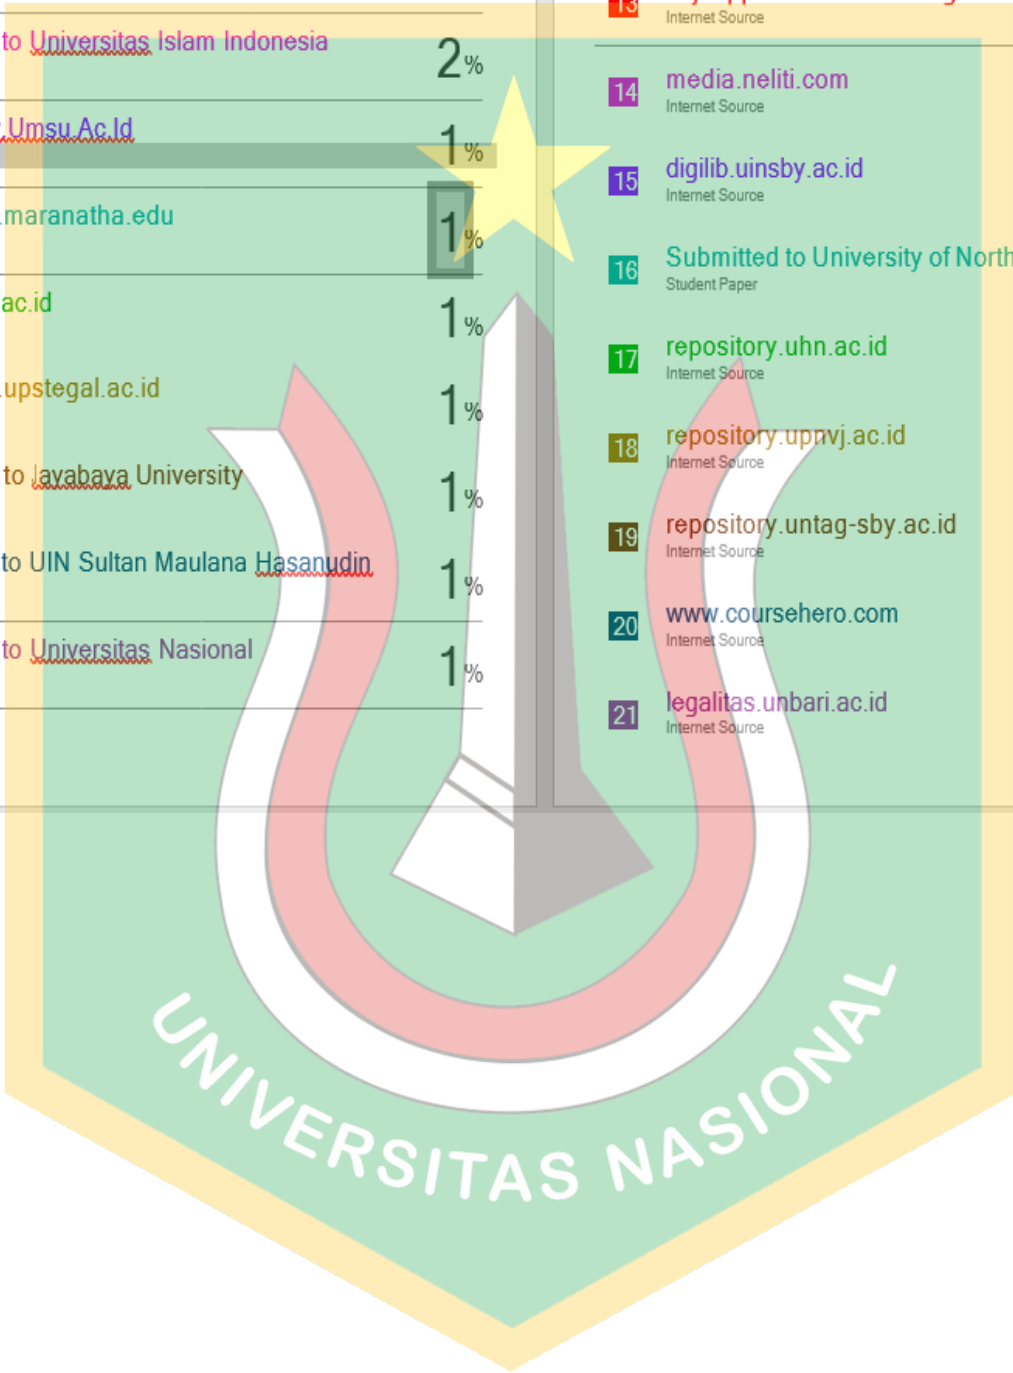 to Universitas Islam Indonesia
2%
.Umsu.Ac.Id
1%
.maranatha.edu
1%
ac.id
1%
.upstegal.ac.id
1%
to Jayabaya University
1%
to UIN Sultan Maulana Hasanudin
1%
to Universitas Nasional
1%
13
Internet Source
14 media.neliti.com
Internet Source
15 digilib.uinsby.ac.id
Internet Source
16 Submitted to University of North
Student Paper
17 repository.uhn.ac.id
Internet Source
18 repository.upnvj.ac.id
Internet Source
19 repository.untag-sby.ac.id
Internet Source
20 www.coursehero.com
Internet Source
21 legalitas.unbari.ac.id
Internet Source
UNIVERSITAS NASIONAL